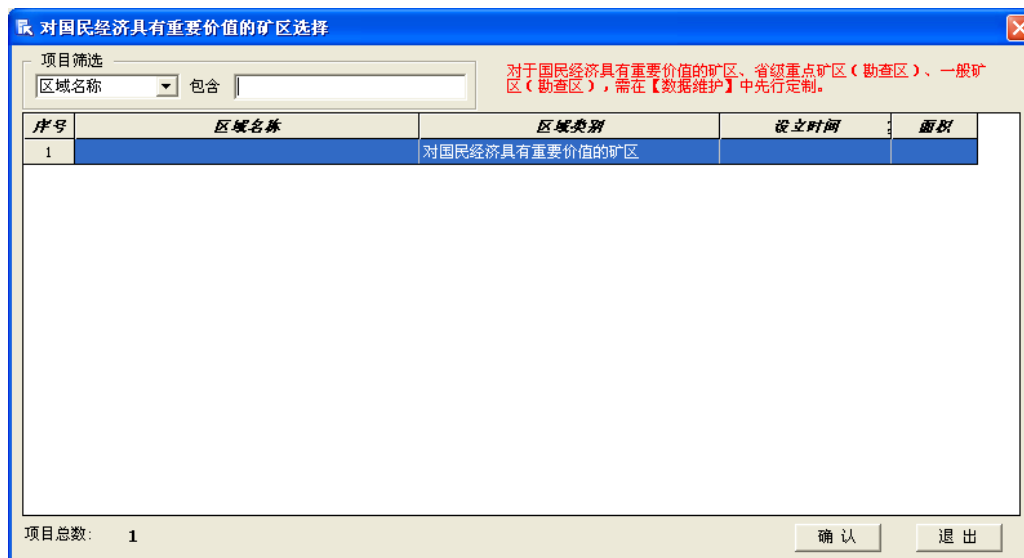 对国民经济具有重要价值的矿区选择
项目筛选
区域名称 包含
对于国民经济具有重要价值的矿区、省级重点矿区(勘查区)、一般矿
区(勘查区),需在【数据维护】中先行定制。
序号 区域名称 区域类别 设立时间 面积
1 对国民经济具有重要价值的矿区
项目总数: 1
确 认 退 出